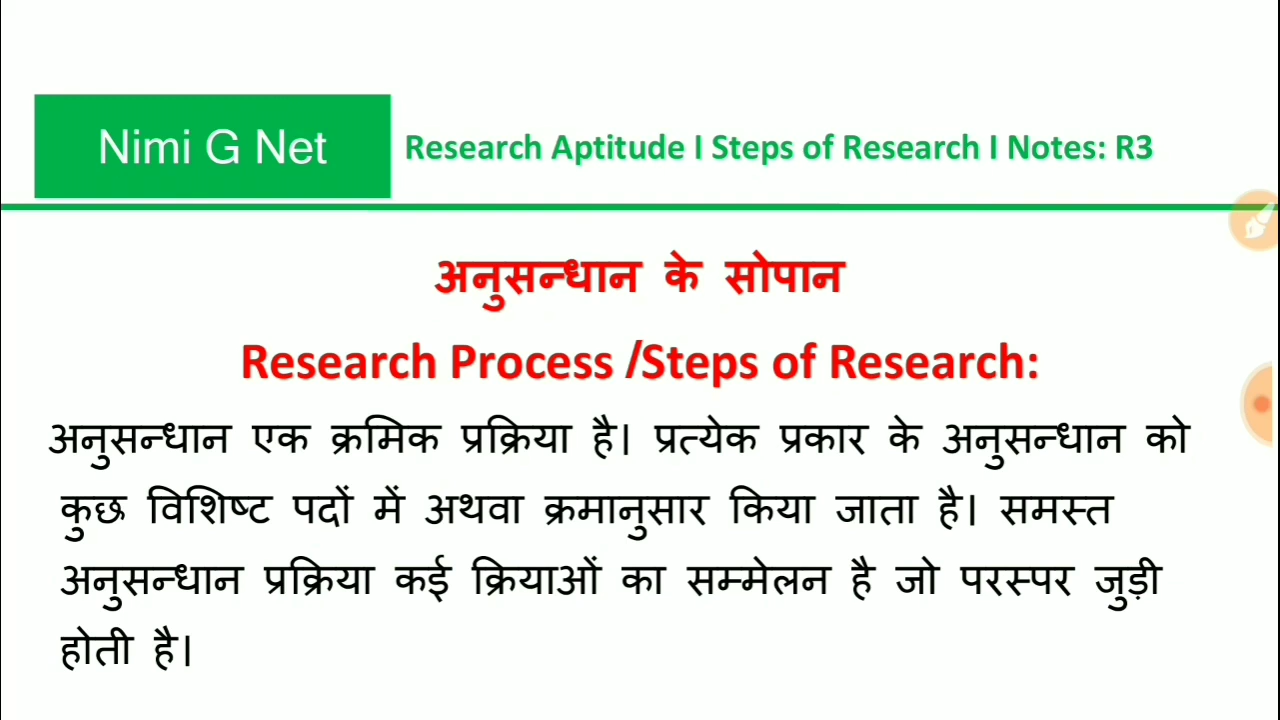 Nimi G Net
Research Aptitude I Steps of Research I Notes: R3
अनुसन्धान के सोपान
Research Process /Steps of Research:
अनुसन्धान एक क्रमिक प्रक्रिया है। प्रत्येक प्रकार के अनुसन्धान को
कुछ विशिष्ट पदों में अथवा क्रमानुसार किया जाता है। समस्त
अनुसन्धान प्रक्रिया कई क्रियाओं का सम्मेलन है जो परस्पर जुड़ी
होती है।